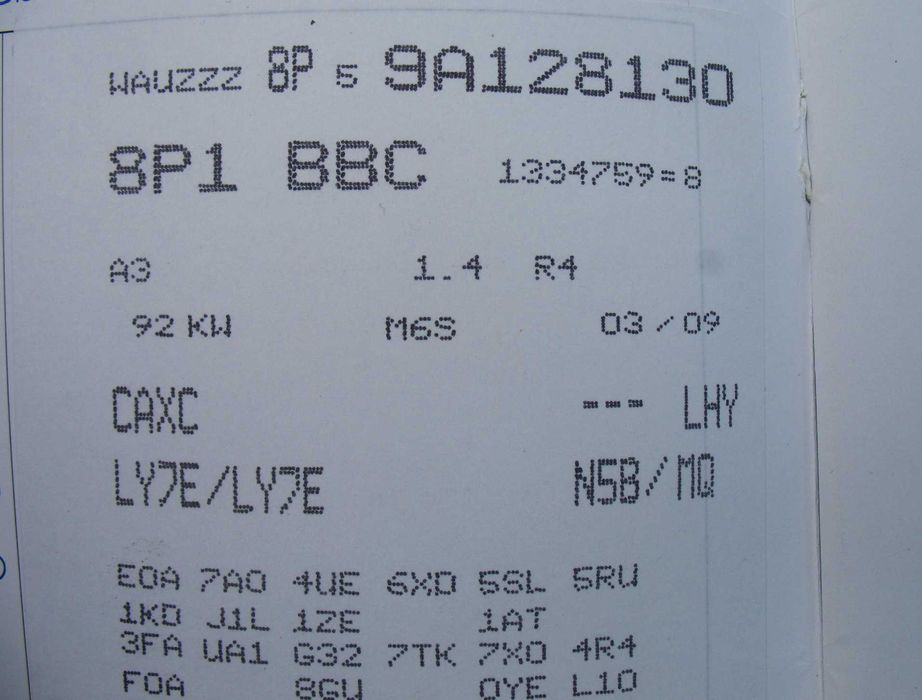 WAUZZZ 8P 5 9A128130
8P1 BBC 1334759=8
A3 1.4 R4
92 KW M6S 03/09
CAXC --- LHY
LY7E/LY7E N5B/MQ
E0A 7A0 4UE 6XD 5SL 5RW
1KD J1L 1ZE 1AT
3FA UA1 G32 7TK 7X0 4R4
F0A 8GU 0YE L10